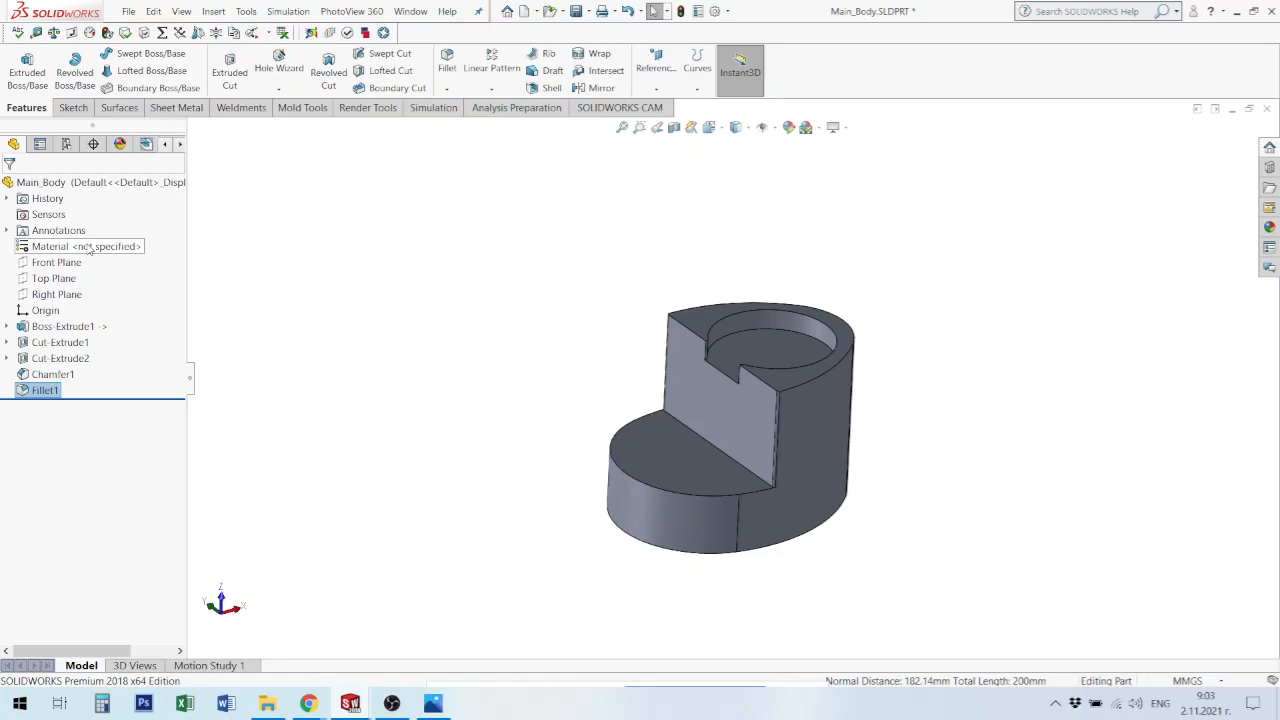 SOLIDWORKS File Edit View Insert Tools Simulation PhotoView 360 Window Help Main_Body.SLDPRT * Search SOLIDWORKS Help
Extruded Boss/Base
Revolved Boss/Base
Swept Boss/Base
Lofted Boss/Base
Boundary Boss/Base
Extruded Cut
Hole Wizard
Revolved Cut
Swept Cut
Lofted Cut
Boundary Cut
Fillet
Linear Pattern
Rib
Draft
Shell
Wrap
Intersect
Mirror
Referenc...
Curves
Instant3D
Features Sketch Surfaces Sheet Metal Weldments Mold Tools Render Tools Simulation Analysis Preparation SOLIDWORKS CAM
Main_Body (Default<<Default>_Displ
History
Sensors
Annotations
Material <not specified>
Front Plane
Top Plane
Right Plane
Origin
Boss-Extrude1 ->
Cut-Extrude1
Cut-Extrude2
Chamfer1
Fillet1
Z
Y
X
Model 3D Views Motion Study 1
SOLIDWORKS Premium 2018 x64 Edition Normal Distance: 182.14mm Total Length: 200mm Editing Part MMGS
ENG
9:03
2.11.2021 г.